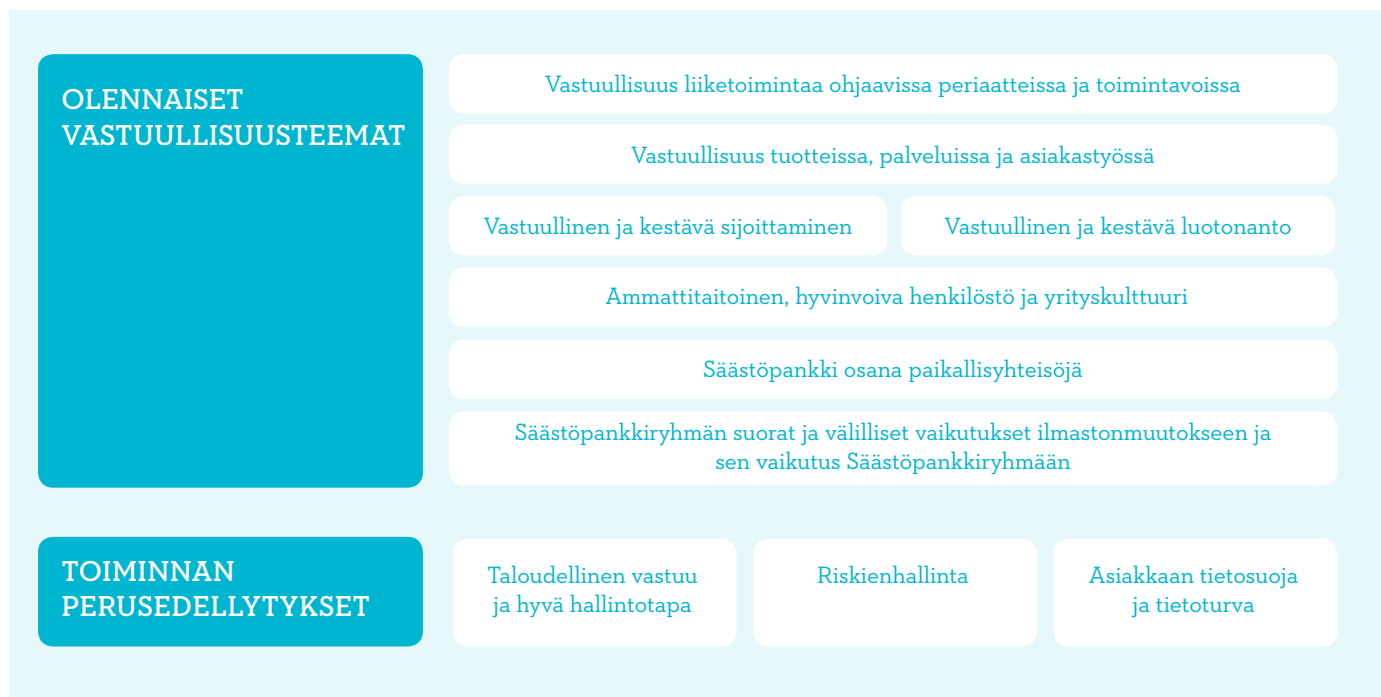 OLENNAISET
VASTUULLISUUSTEEMAT
Vastuullisuus liiketoimintaa ohjaavissa periaatteissa ja toimintavoissa
Vastuullisuus tuotteissa, palveluissa ja asiakastyössä
Vastuullinen ja kestävä sijoittaminen
Vastuullinen ja kestävä luotonanto
Ammattitaitoinen, hyvinvoiva henkilöstö ja yrityskulttuuri
Säästöpankki osana paikallisyhteisöjä
Säästöpankkiryhmän suorat ja välilliset vaikutukset ilmastonmuutokseen ja
sen vaikutus Säästöpankkiryhmään
TOIMINNAN
PERUSEDELLYTYKSET
Taloudellinen vastuu
ja hyvä hallintotapa
Riskienhallinta
Asiakkaan tietosuoja
ja tietoturva